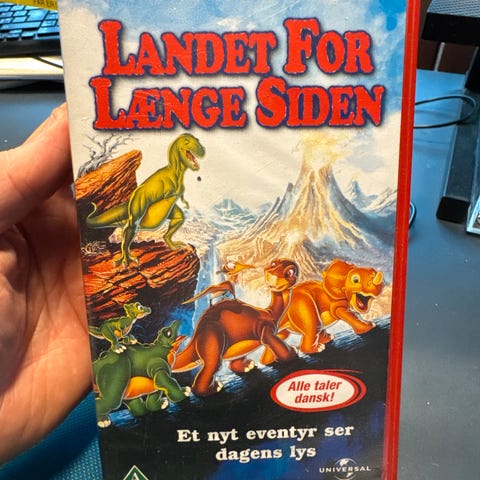 LANDET FOR
LÆNGE SIDEN
Alle taler
dansk!
Et nyt eventyr ser
dagens lys
A
UNIVERSAL